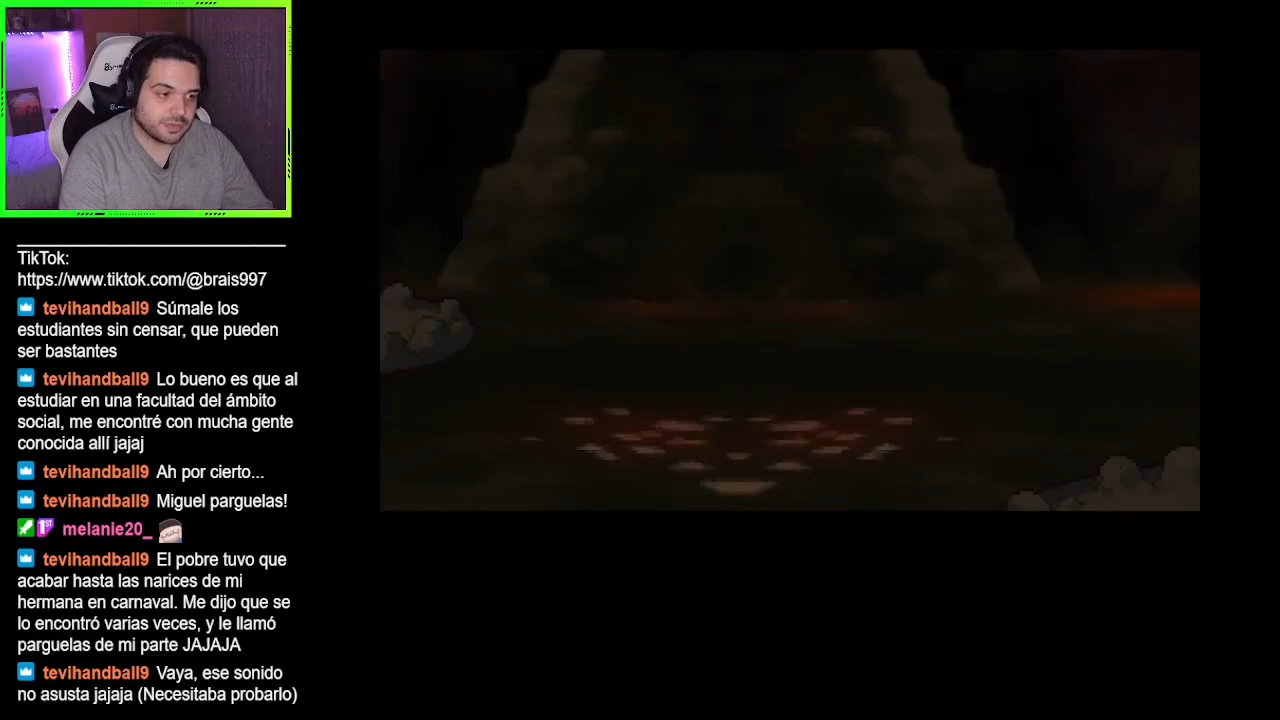 TikTok:
https://www.tiktok.com/@brais997
tevihandball9 Súmale los
estudiantes sin censar, que pueden
ser bastantes
tevihandball9 Lo bueno es que al
estudiar en una facultad del ámbito
social, me encontré con mucha gente
conocida allí jajaj
tevihandball9 Ah por cierto...
tevihandball9 Miguel parguelas!
1ST melanie20_
tevihandball9 El pobre tuvo que
acabar hasta las narices de mi
hermana en carnaval. Me dijo que se
lo encontró varias veces, y le llamó
parguelas de mi parte JAJAJA
tevihandball9 Vaya, ese sonido
no asusta jajaja (Necesitaba probarlo)